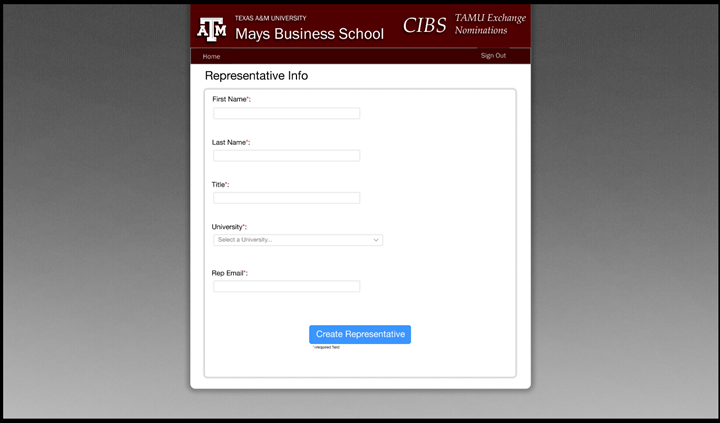 TEXAS A&M UNIVERSITY
Mays Business School
CIBS
TAMU Exchange
Nominations
ATM
Home
Sign Out
Representative Info
First Name*:
Last Name*:
Title*:
University*:
Select a University...
Rep Email*:
Create Representative
*required field